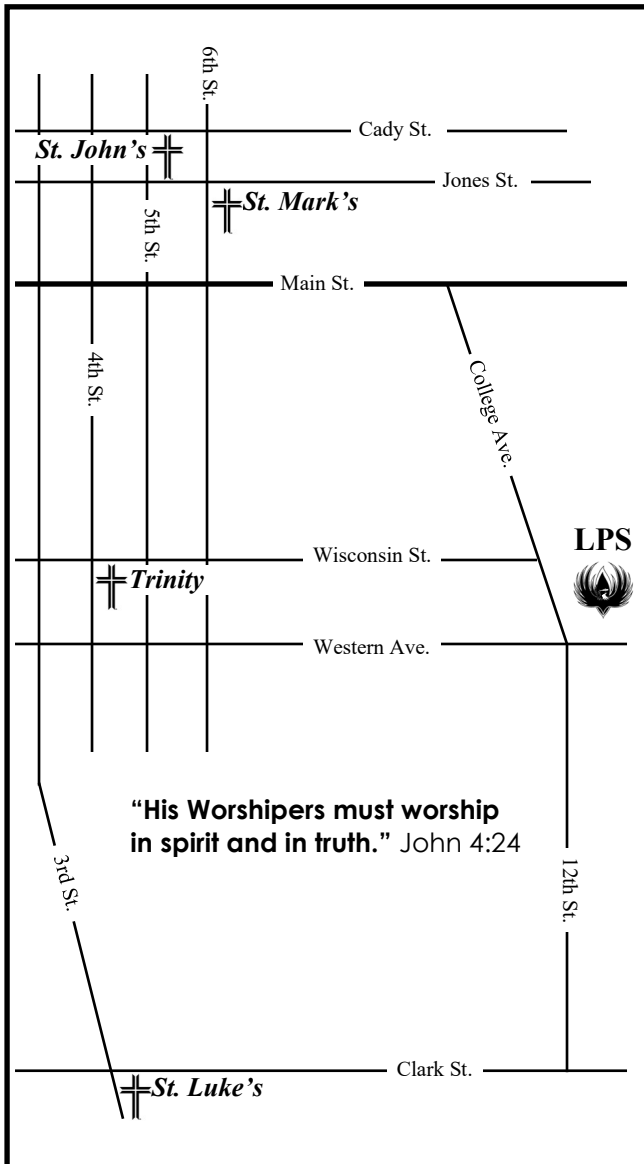 6th St.
Cady St.
St. John's
Jones St.
St. Mark's
5th St.
Main St.
4th St.
College Ave.
LPS
Wisconsin St.
Trinity
Western Ave.
“His Worshipers must worship
in spirit and in truth.” John 4:24
3rd St.
12th St.
Clark St.
St. Luke's